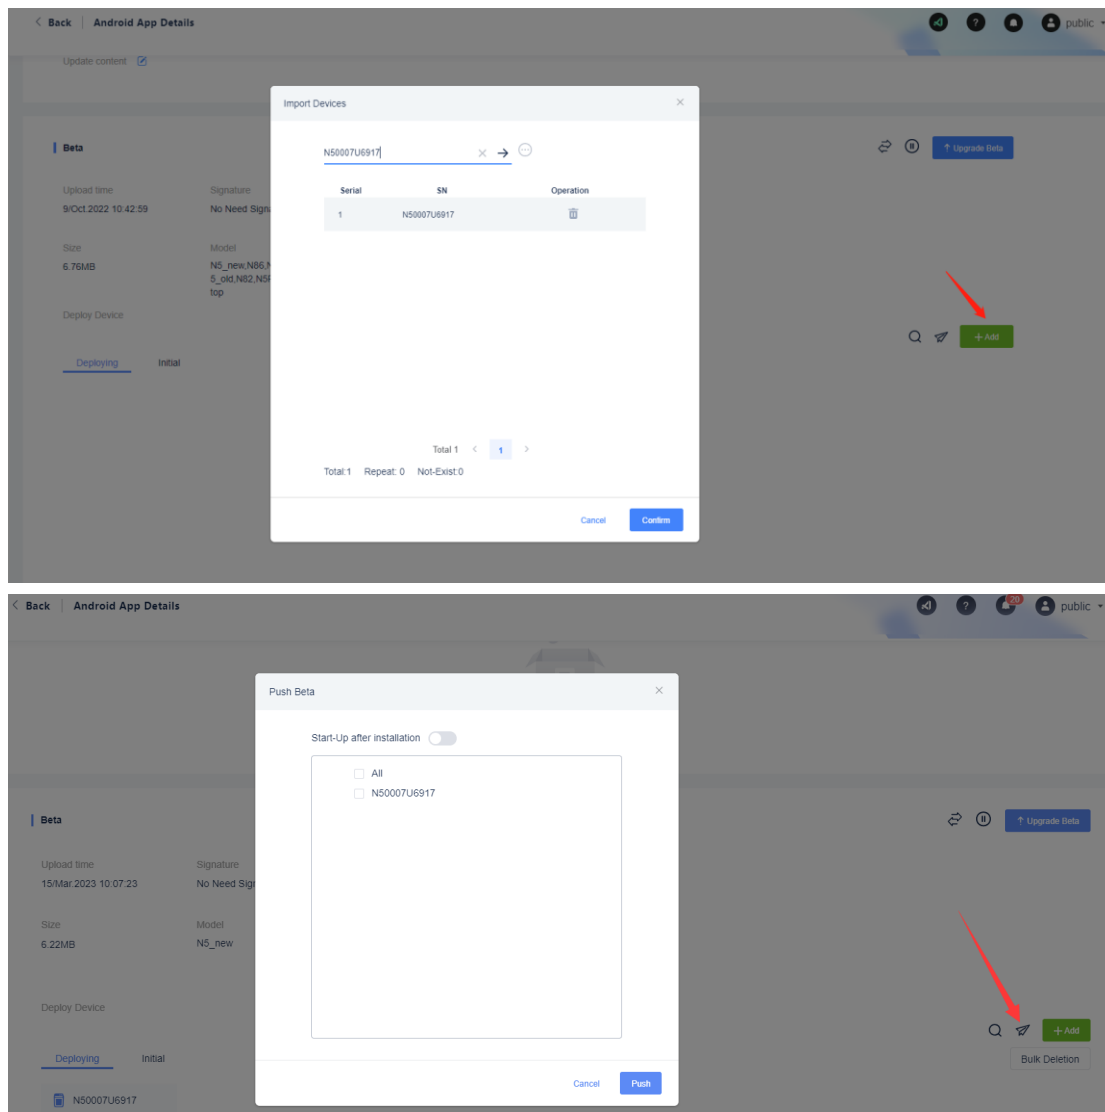 Back Android App Details
public
Update content
Import Devices
Beta
N50007U6917
Upgrade Beta
Serial SN Operation
Upload time Signature
9/Oct.2022 10:42:59 No Need Sign
1 N50007U6917
Size Model
6.76MB N5_new,N86,
5_old,N82,N5
top
Deploy Device
Add
Deploying Initial
Total 1 1
Total:1 Repeat: 0 Not-Exist:0
Cancel Confirm
Back Android App Details
20
public
Push Beta
Start-Up after installation
All
N50007U6917
Beta
Upgrade Beta
Upload time Signature
15/Mar.2023 10:07:23 No Need Sig
Size Model
6.22MB N5_new
Deploy Device
Add
Deploying Initial
Bulk Deletion
Cancel Push
N50007U6917